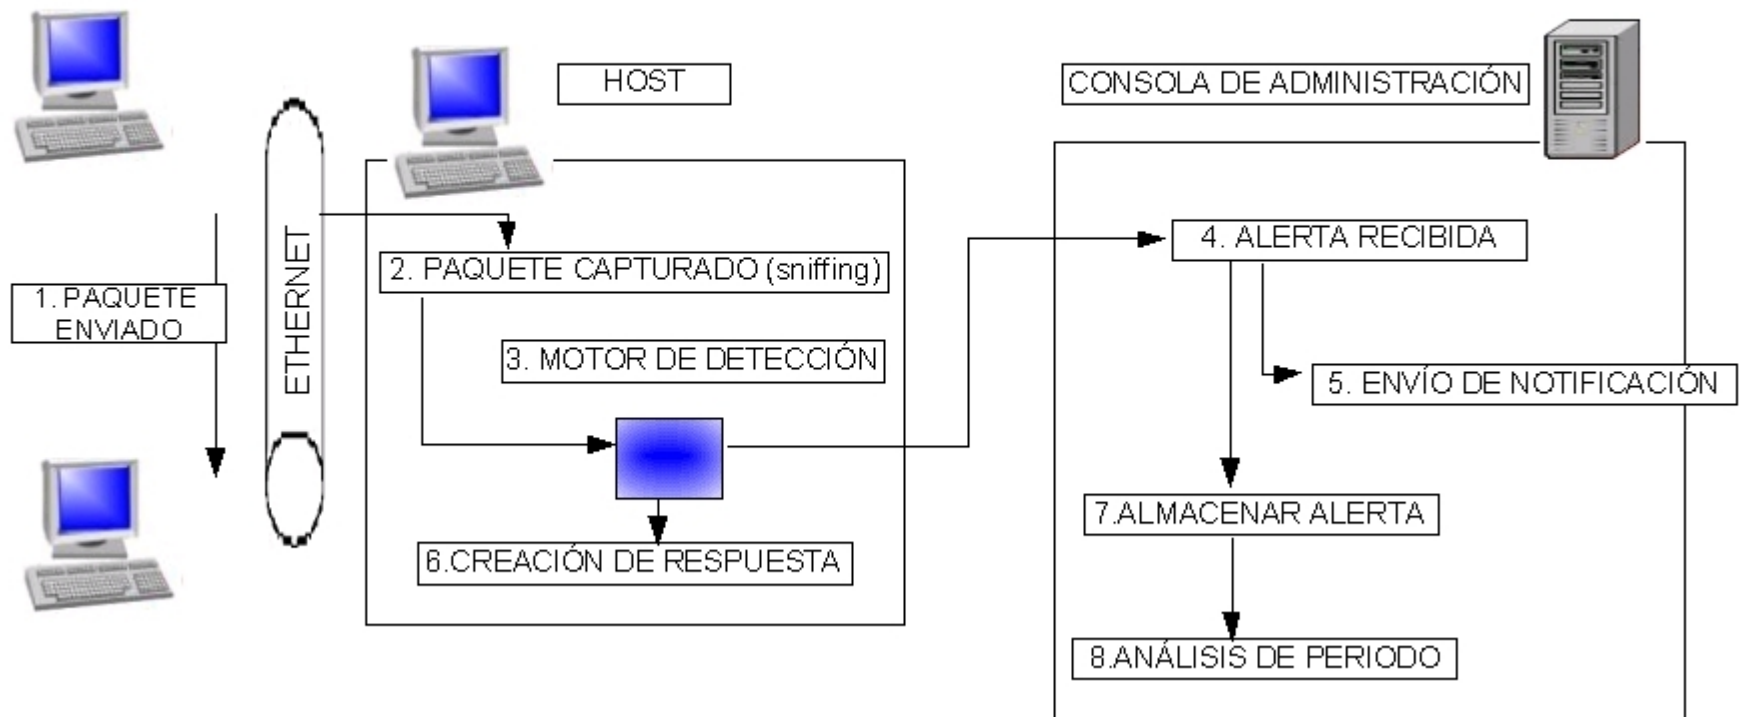 HOST
CONSOLA DE ADMINISTRACIÓN
1. PAQUETE
ENVIADO
ETHERNET
2. PAQUETE CAPTURADO (sniffing)
3. MOTOR DE DETECCIÓN
6.CREACIÓN DE RESPUESTA
4. ALERTA RECIBIDA
5. ENVÍO DE NOTIFICACIÓN
7.ALMACENAR ALERTA
8.ANÁLISIS DE PERIODO